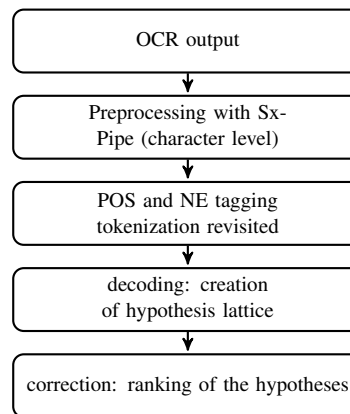 OCR output
Preprocessing with Sx-
Pipe (character level)
POS and NE tagging
tokenization revisited
decoding: creation
of hypothesis lattice
correction: ranking of the hypotheses